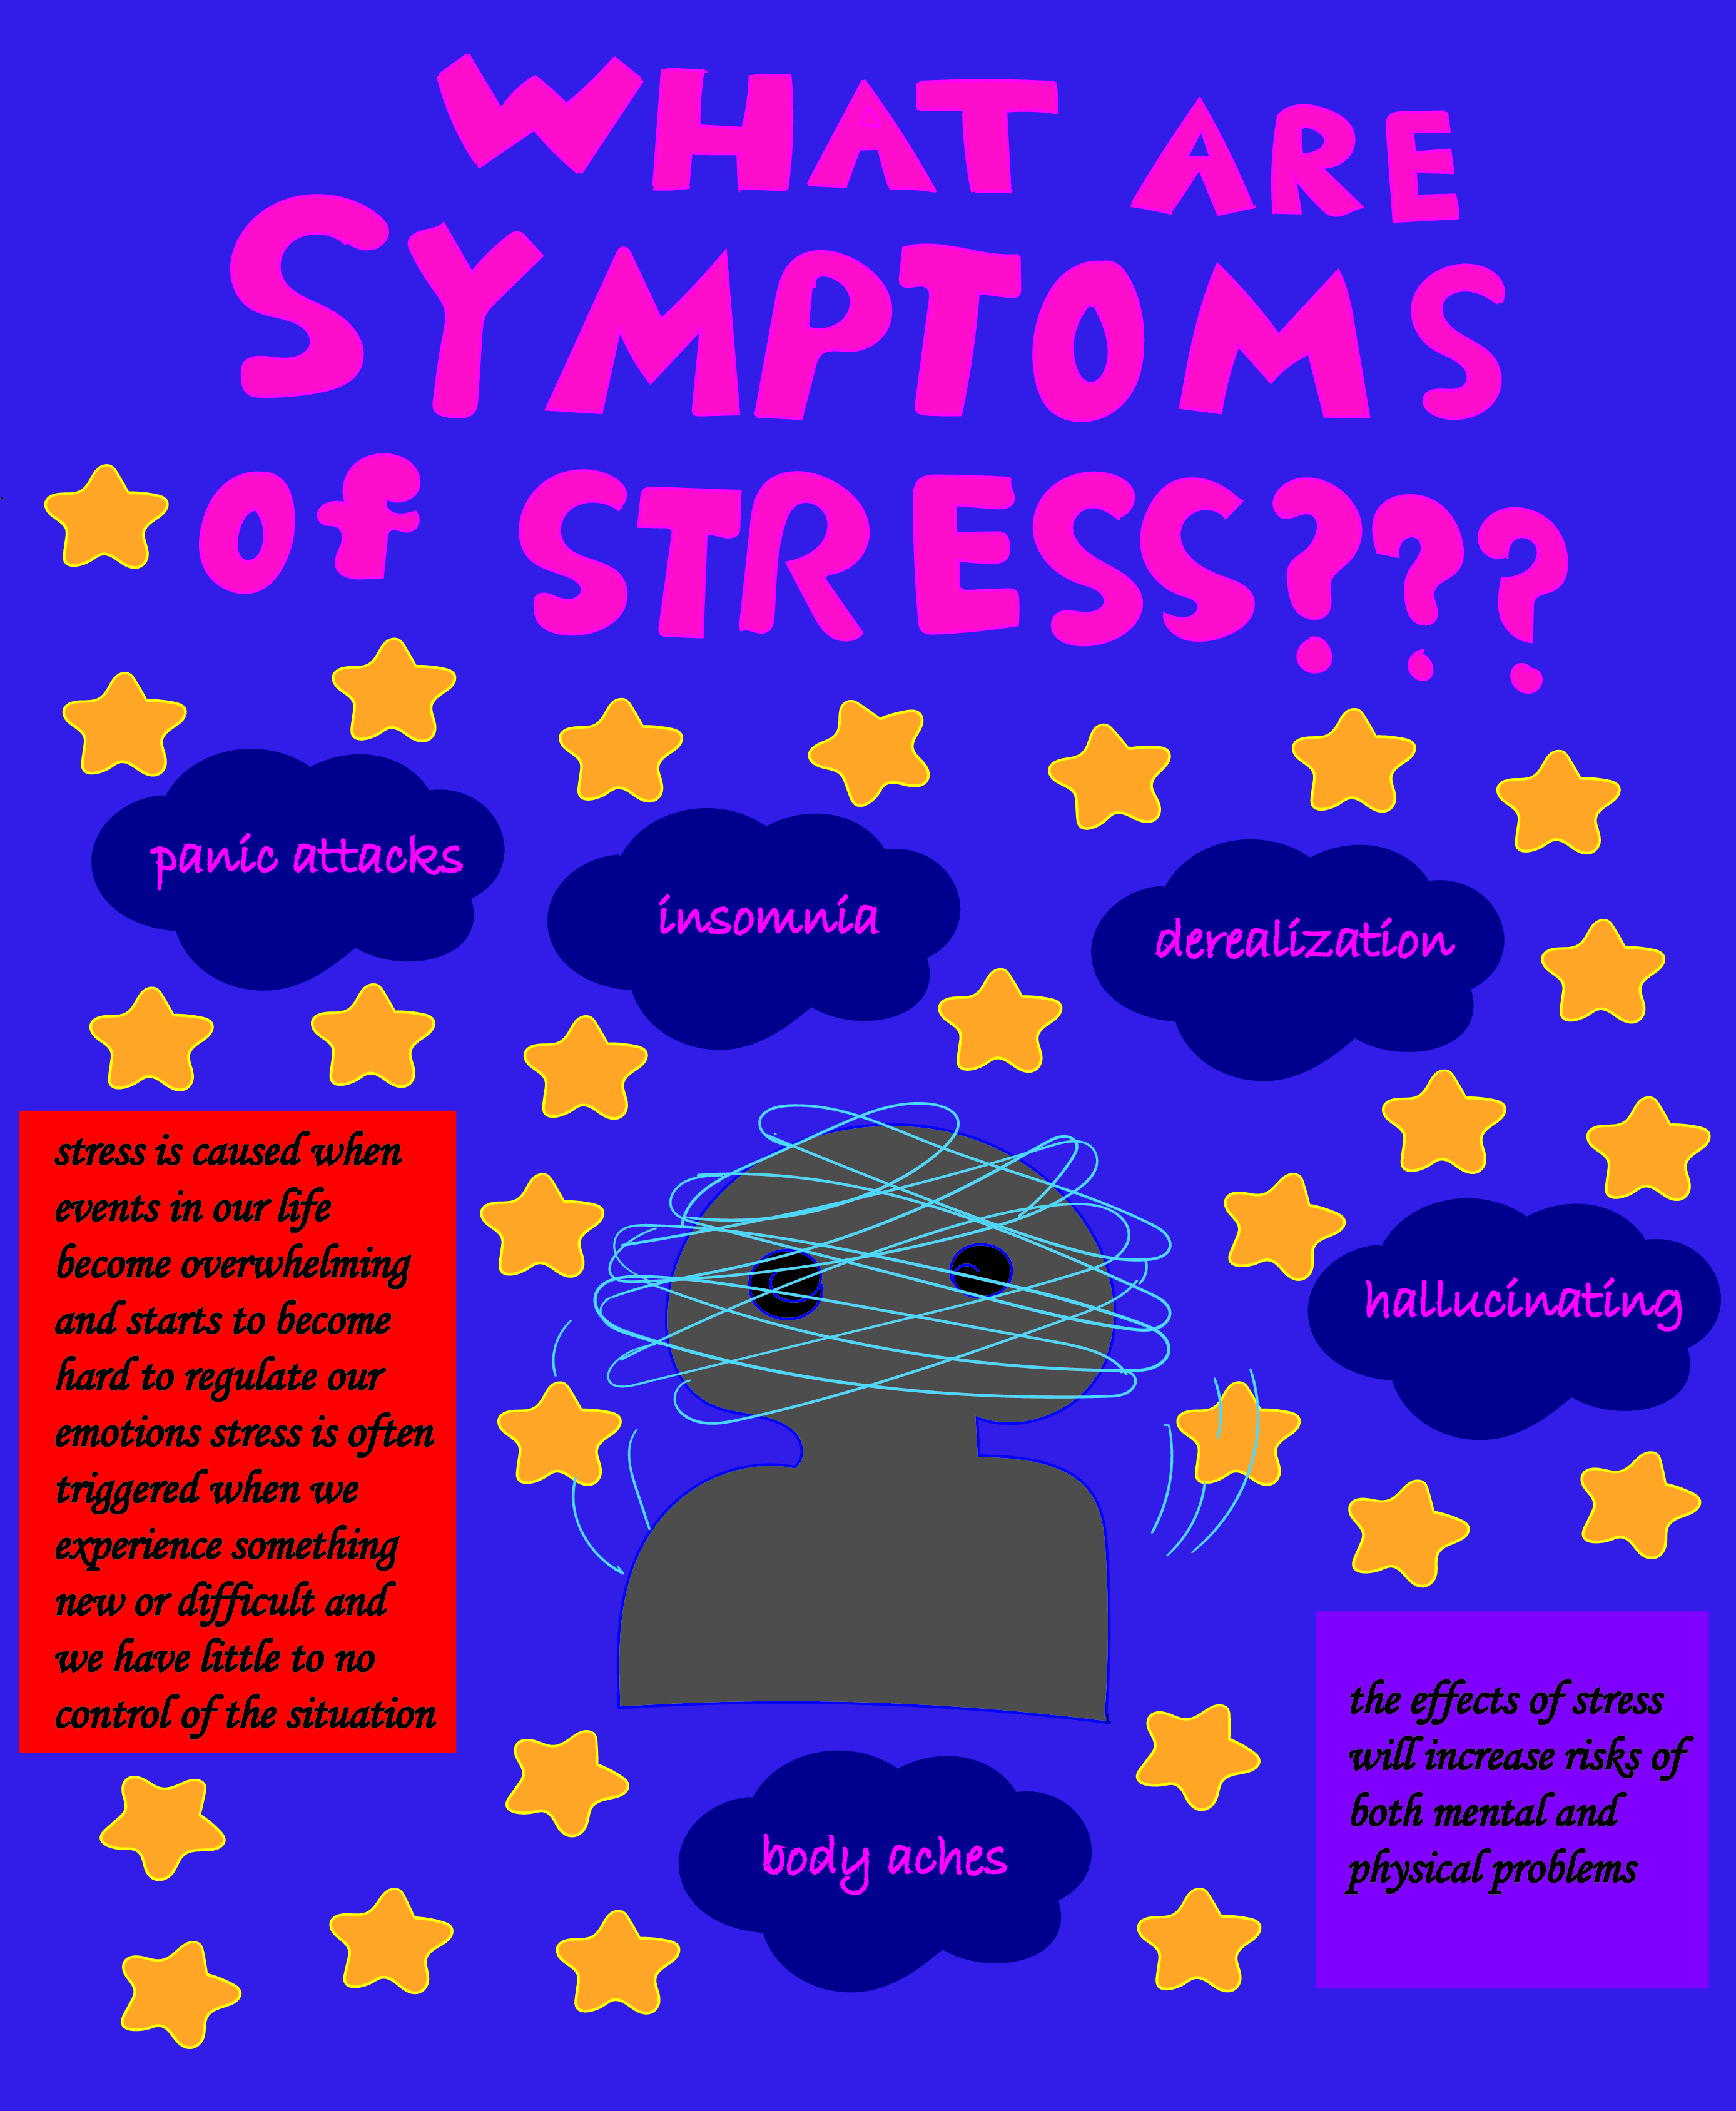 WHAT ARE
SYMPTOMS
of STRESS???
panic attacks
insomnia
derealization
hallucinating
stress is caused when
events in our life
become overwhelming
and starts to become
hard to regulate our
emotions stress is often
triggered when we
experience something
new or difficult and
we have little to no
control of the situation
the effects of stress
will increase risks of
both mental and
physical problems
body aches